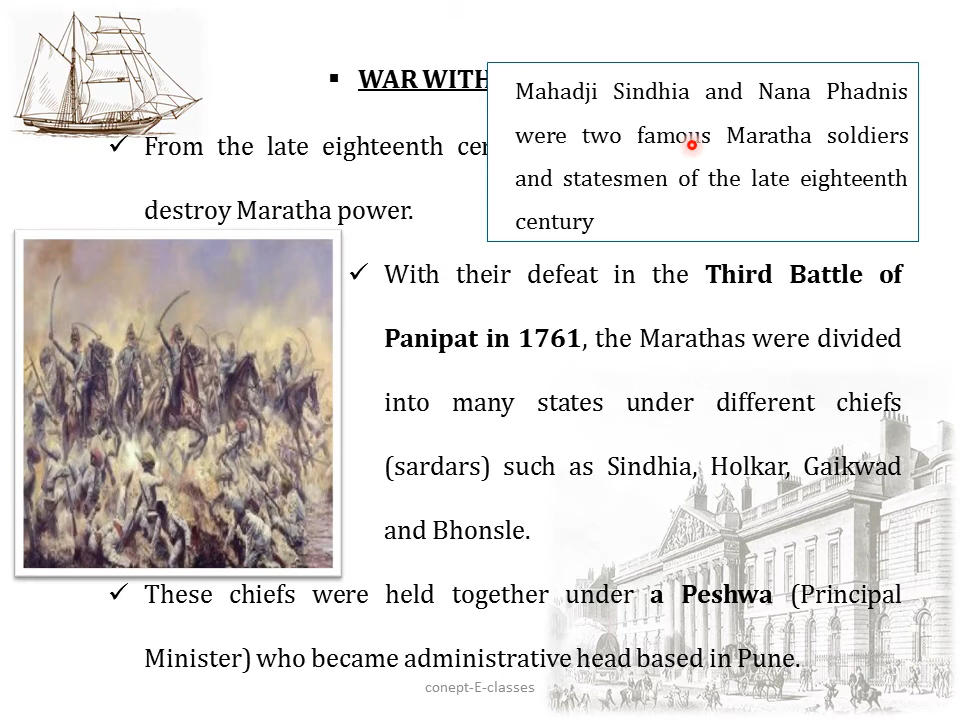 ▪ WAR WITH
Mahadji Sindhia and Nana Phadnis
were two famous Maratha soldiers
and statesmen of the late eighteenth
century
✓ From the late eighteenth
destroy Maratha power.
✓ With their defeat in the Third Battle of
Panipat in 1761, the Marathas were divided
into many states under different chiefs
(sardars) such as Sindhia, Holkar, Gaikwad
and Bhonsle.
✓ These chiefs were held together under a Peshwa (Principal
Minister) who became administrative head based in Pune.
conept-E-classes